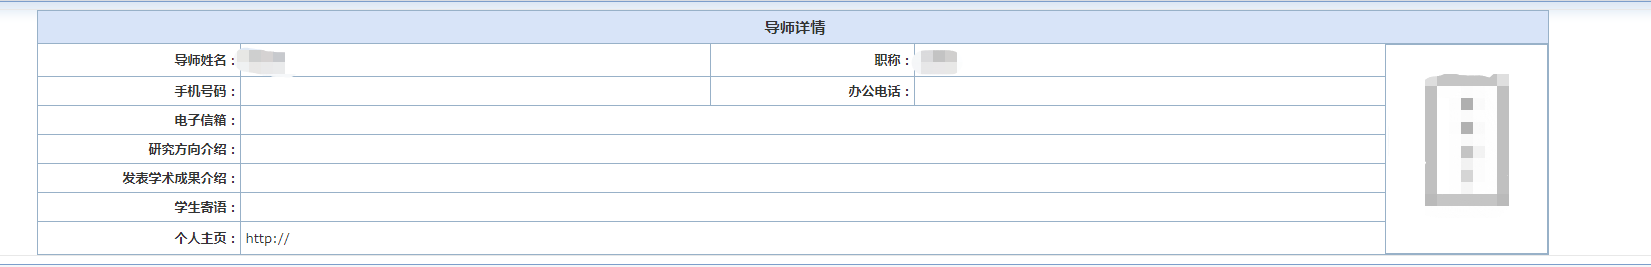 导师详情
导师姓名： 职称：
手机号码： 办公电话：
电子信箱：
研究方向介绍：
发表学术成果介绍：
学生寄语：
个人主页： http://